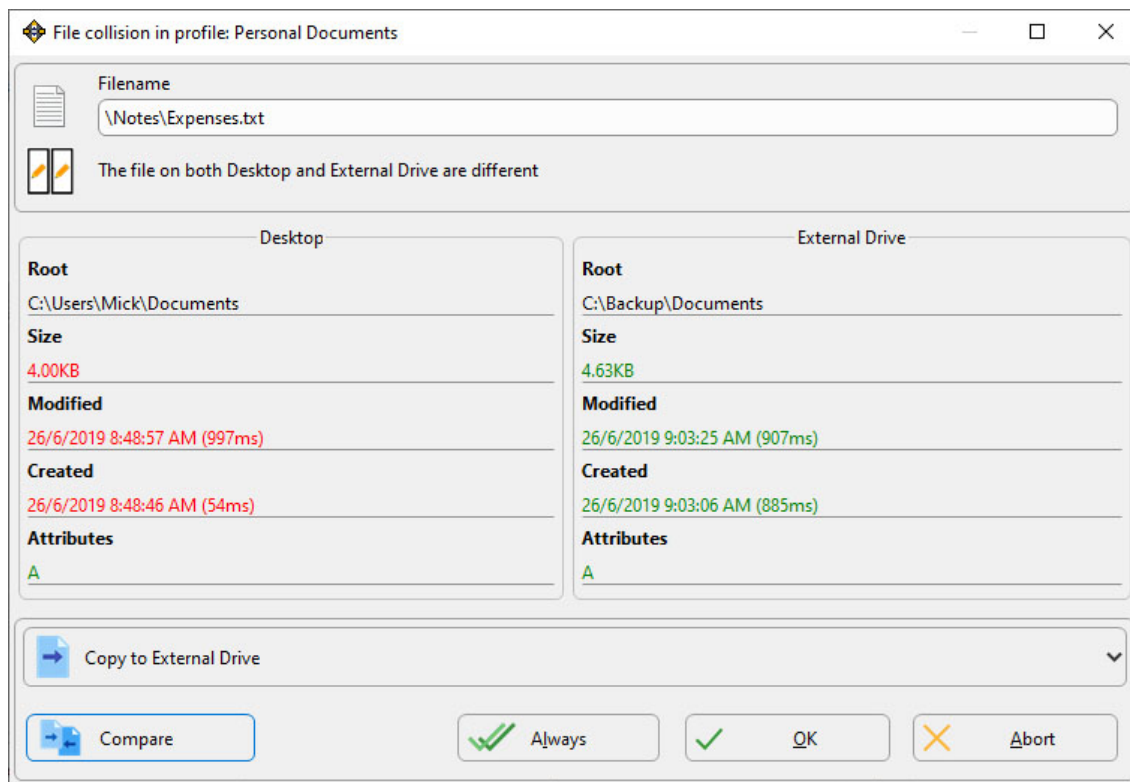 File collision in profile: Personal Documents
Filename
\Notes\Expenses.txt
The file on both Desktop and External Drive are different
Desktop
Root
C:\Users\Mick\Documents
Size
4.00KB
Modified
26/6/2019 8:48:57 AM (997ms)
Created
26/6/2019 8:48:46 AM (54ms)
Attributes
A
External Drive
Root
C:\Backup\Documents
Size
4.63KB
Modified
26/6/2019 9:03:25 AM (907ms)
Created
26/6/2019 9:03:06 AM (885ms)
Attributes
A
Copy to External Drive
Compare
Always
OK
Abort